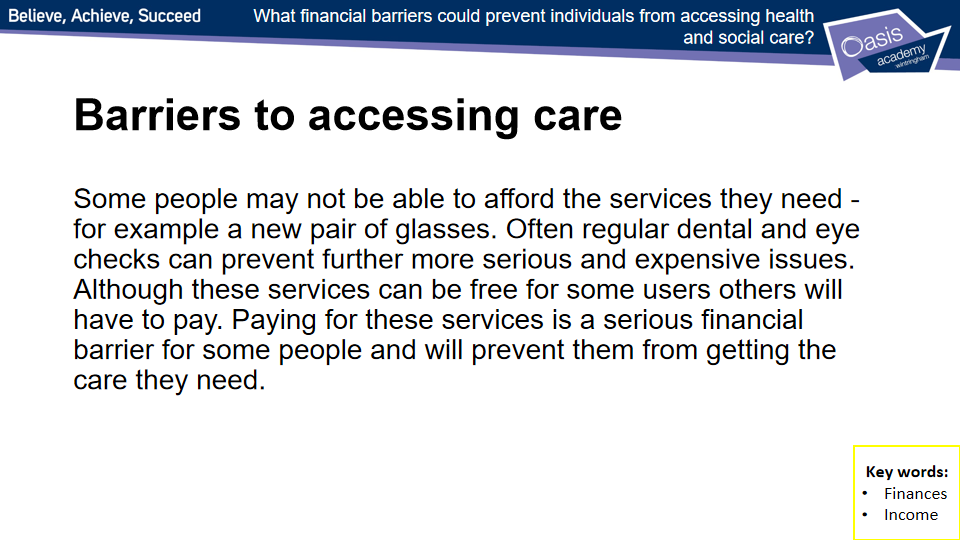 Believe, Achieve, Succeed
What financial barriers could prevent individuals from accessing health
and social care?
Oasis
academy
wintringham
Barriers to accessing care
Some people may not be able to afford the services they need -
for example a new pair of glasses. Often regular dental and eye
checks can prevent further more serious and expensive issues.
Although these services can be free for some users others will
have to pay. Paying for these services is a serious financial
barrier for some people and will prevent them from getting the
care they need.
Key words:
• Finances
• Income